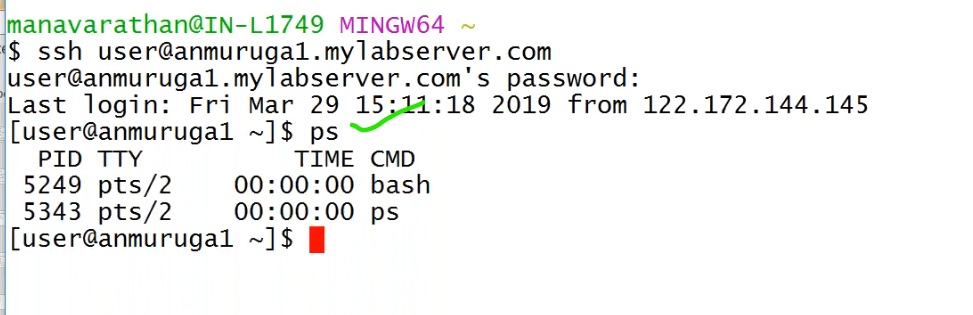 manavarathan@IN-L1749 MINGW64 ~
$ ssh user@anmuruga1.mylabserver.com
user@anmuruga1.mylabserver.com's password:
Last login: Fri Mar 29 15:11:18 2019 from 122.172.144.145
[user@anmuruga1 ~]$ ps
  PID TTY          TIME CMD
 5249 pts/2    00:00:00 bash
 5343 pts/2    00:00:00 ps
[user@anmuruga1 ~]$